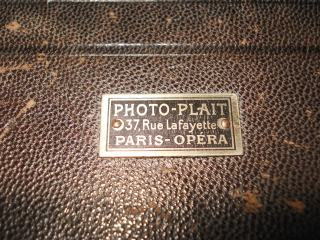 PHOTO-PLAIT
37, Rue Lafayette
PARIS-OPÉRA